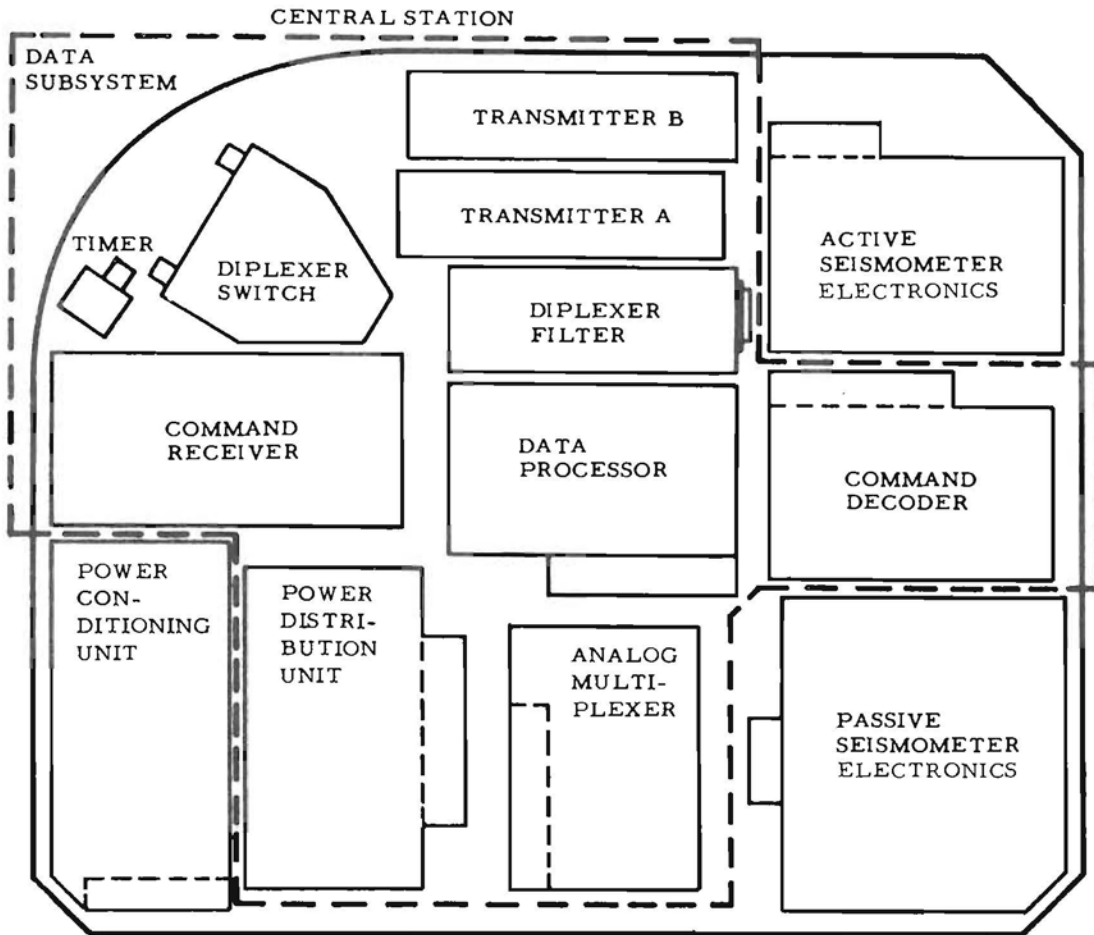 CENTRAL STATION
DATA
SUBSYSTEM
TRANSMITTER B
TRANSMITTER A
TIMER
DIPLEXER
SWITCH
DIPLEXER
FILTER
ACTIVE
SEISMOMETER
ELECTRONICS
COMMAND
RECEIVER
DATA
PROCESSOR
COMMAND
DECODER
POWER
CON-
DITIONING
UNIT
POWER
DISTRI-
BUTION
UNIT
ANALOG
MULTI-
PLEXER
PASSIVE
SEISMOMETER
ELECTRONICS